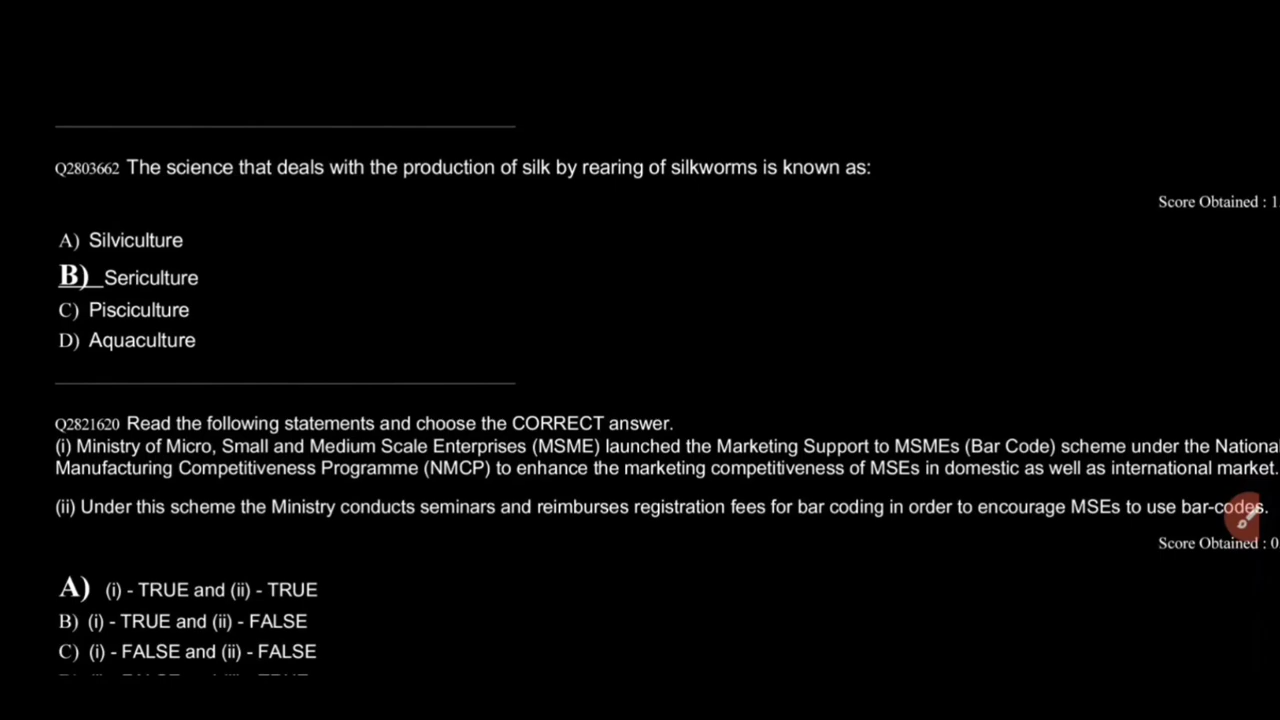 Q2803662 The science that deals with the production of silk by rearing of silkworms is known as:
Score Obtained : 1
A) Silviculture
B) Sericulture
C) Pisciculture
D) Aquaculture
Q2821620 Read the following statements and choose the CORRECT answer.
(i) Ministry of Micro, Small and Medium Scale Enterprises (MSME) launched the Marketing Support to MSMEs (Bar Code) scheme under the Nationa
Manufacturing Competitiveness Programme (NMCP) to enhance the marketing competitiveness of MSEs in domestic as well as international market.
(ii) Under this scheme the Ministry conducts seminars and reimburses registration fees for bar coding in order to encourage MSEs to use bar-codes.
Score Obtained : 0
A) (i) - TRUE and (ii) - TRUE
B) (i) - TRUE and (ii) - FALSE
C) (i) - FALSE and (ii) - FALSE